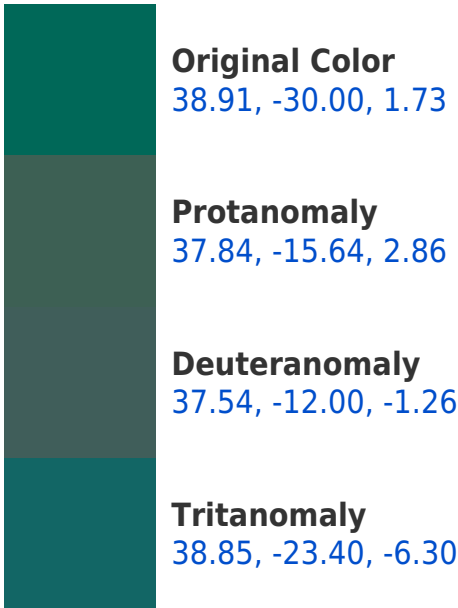 Original Color
38.91, -30.00, 1.73
Protanomaly
37.84, -15.64, 2.86
Deuteranomaly
37.54, -12.00, -1.26
Tritanomaly
38.85, -23.40, -6.30